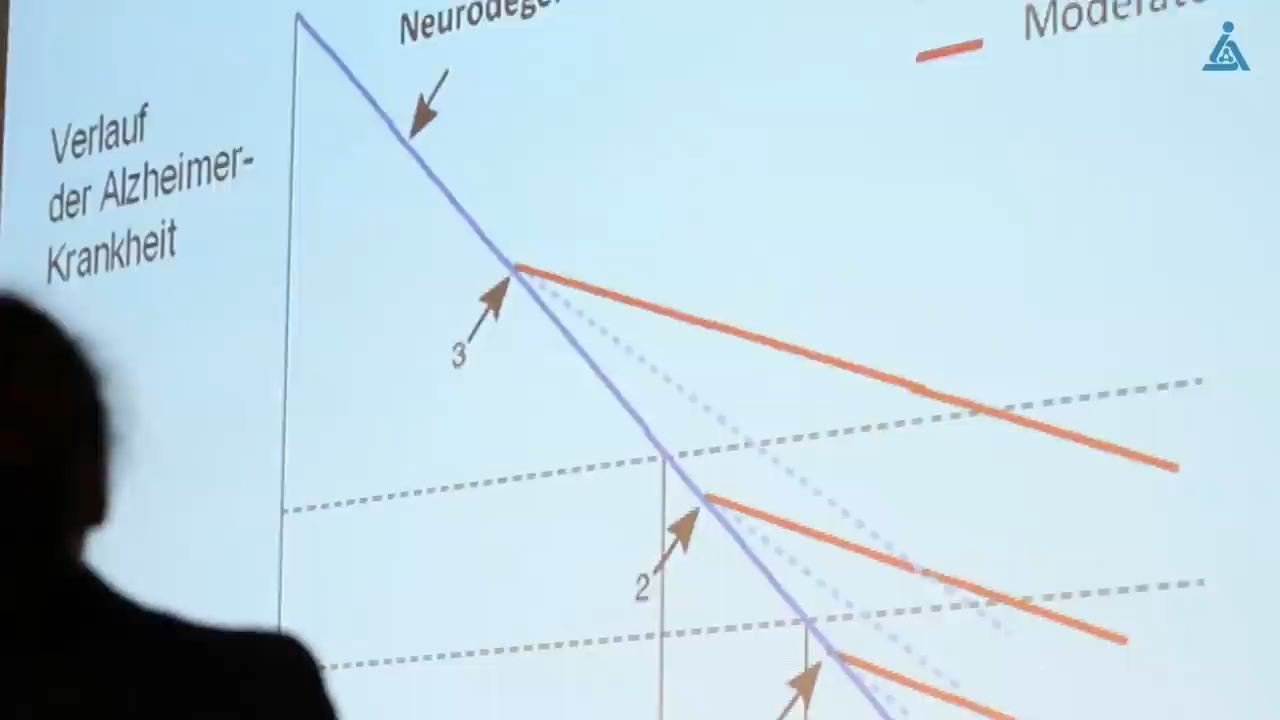 Verlauf
der Alzheimer-
Krankheit
3
2